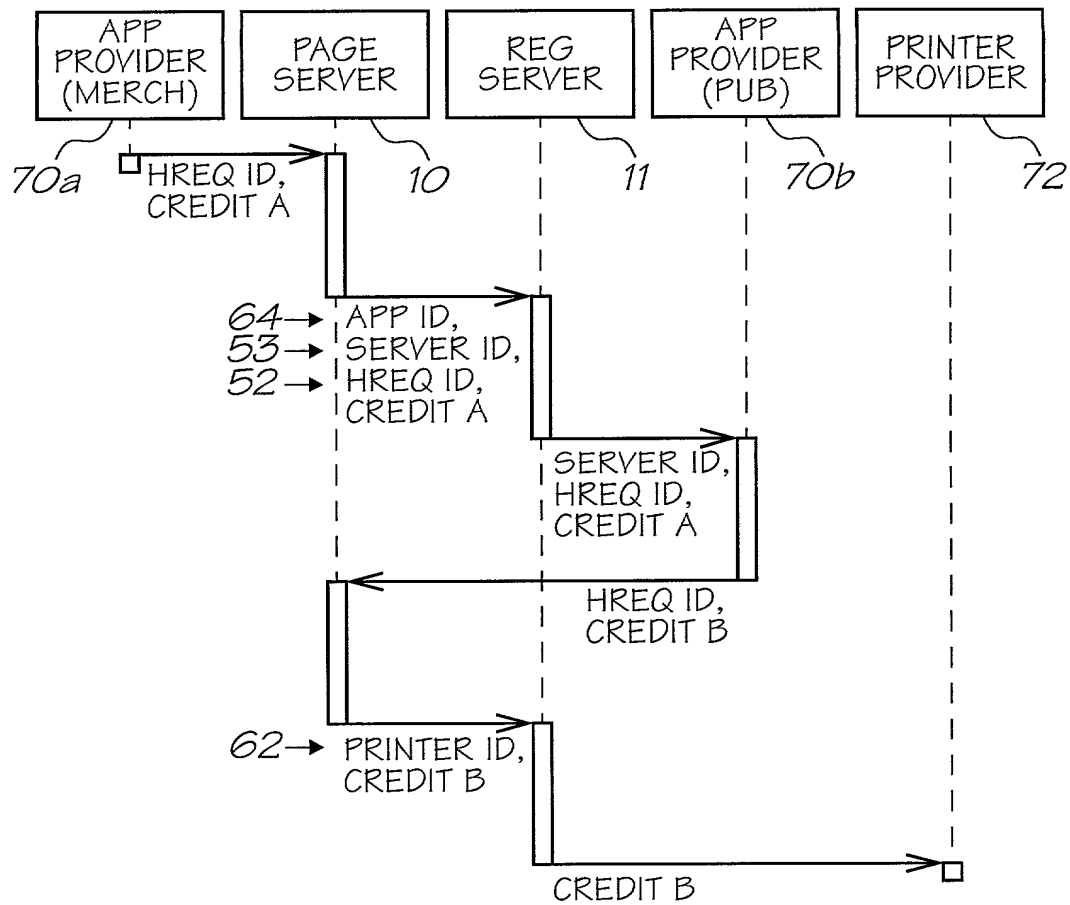 APP
PROVIDER
(MERCH)
PAGE
SERVER
REG
SERVER
APP
PROVIDER
(PUB)
PRINTER
PROVIDER
70a
10
11
70b
72
HREQ ID,
CREDIT A
64
APP ID,
53
SERVER ID,
52
HREQ ID,
CREDIT A
SERVER ID,
HREQ ID,
CREDIT A
HREQ ID,
CREDIT B
62
PRINTER ID,
CREDIT B
CREDIT B